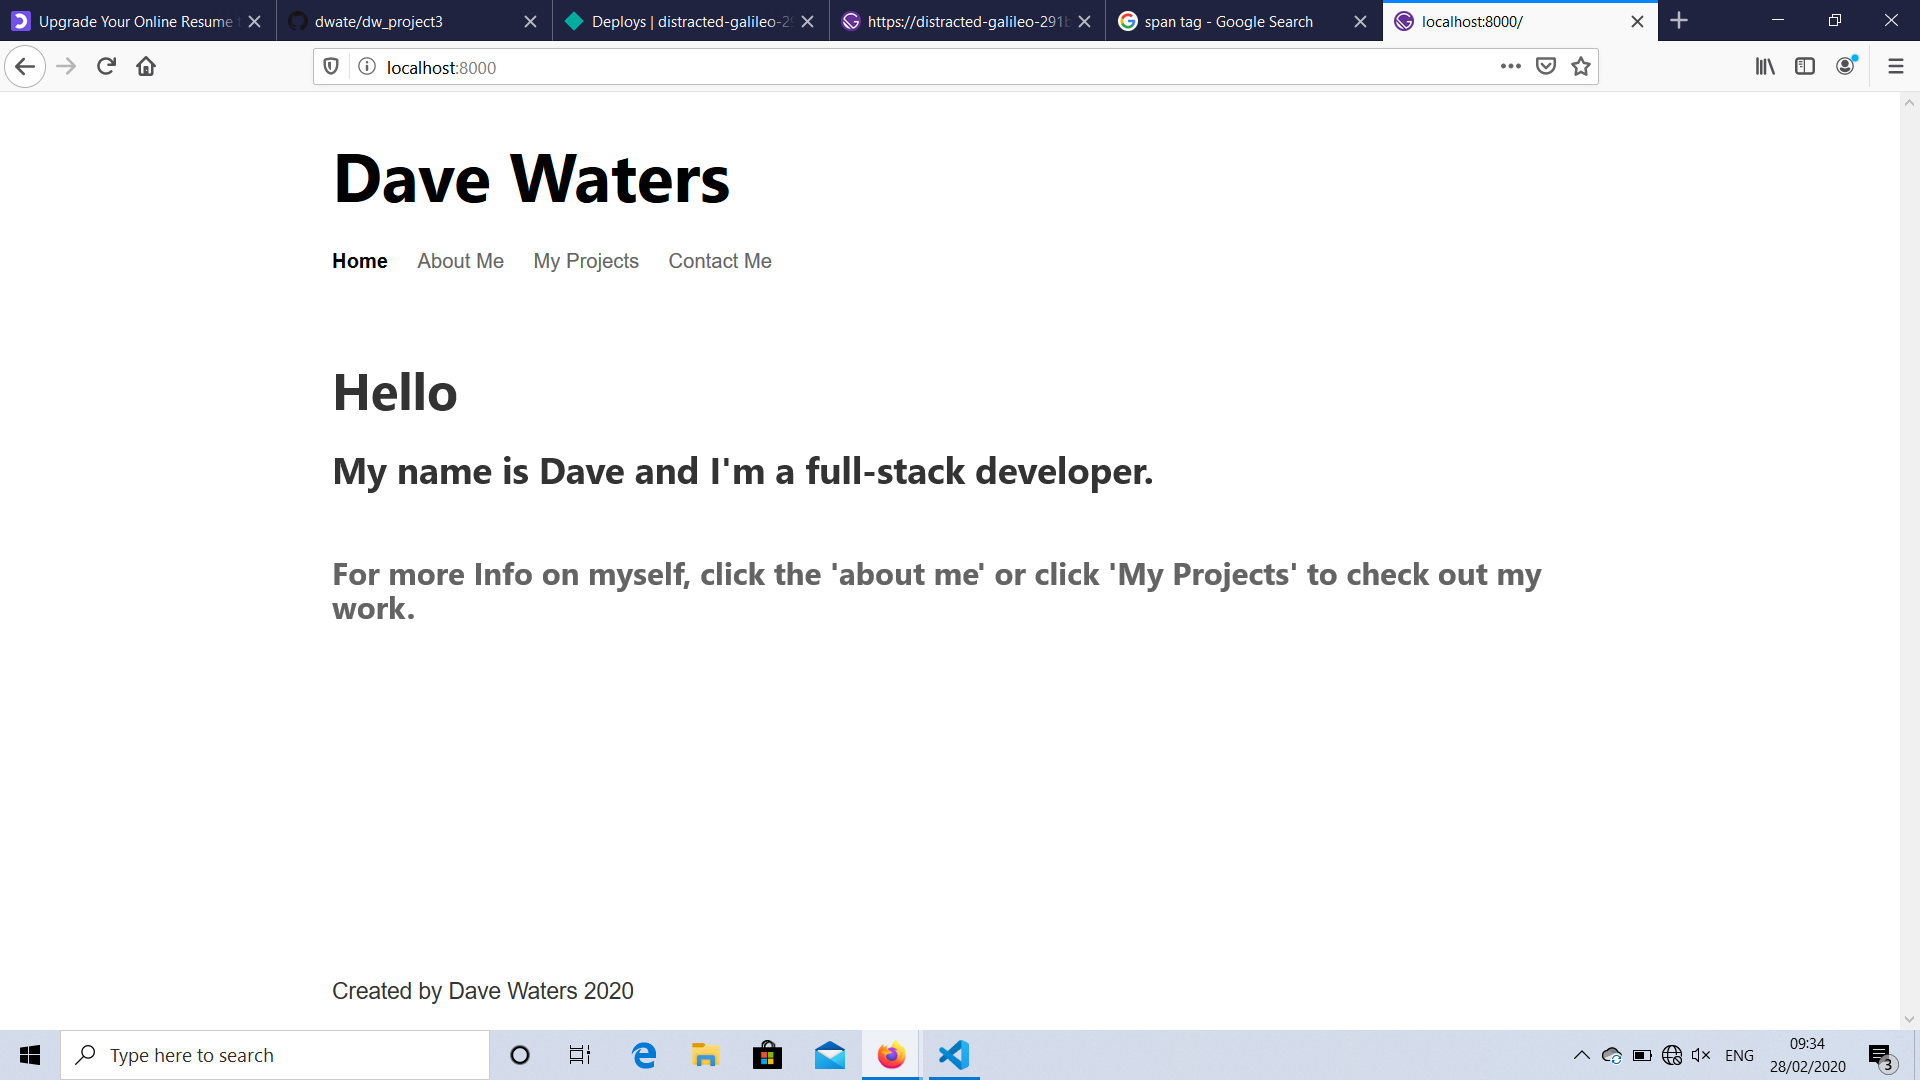 Upgrade Your Online Resume
dwate/dw_project3
Deploys | distracted-galileo-29
https://distracted-galileo-291b
span tag - Google Search
localhost:8000/
localhost:8000
Dave Waters
Home About Me My Projects Contact Me
Hello
My name is Dave and I'm a full-stack developer.
For more Info on myself, click the 'about me' or click 'My Projects' to check out my
work.
Created by Dave Waters 2020
Type here to search
ENG
09:34
28/02/2020
3